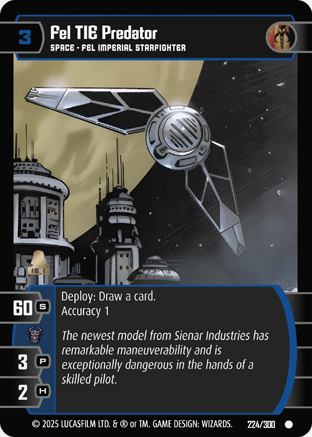 3
Fel TIE Predator
SPACE - FEL IMPERIAL STARFIGHTER
60 S
Deploy: Draw a card.
Accuracy 1
The newest model from Sienar Industries has
remarkable maneuverability and is
exceptionally dangerous in the hands of a
skilled pilot.
3 P
2 H
© 2025 LUCASFILM LTD. & ® or TM. GAME DESIGN: WIZARDS.
224/300